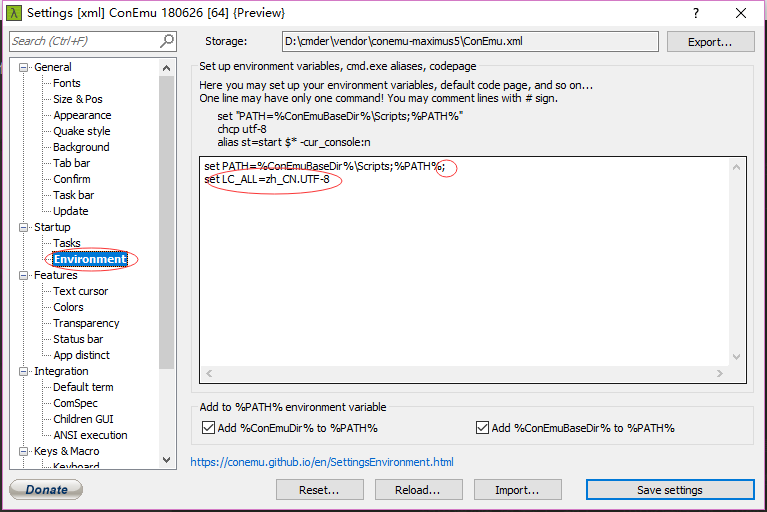 λ Settings [xml] ConEmu 180626 [64] {Preview} ? ×
Search (Ctrl+F)
Storage: D:\cmder\vendor\conemu-maximus5\ConEmu.xml Export...
General
Fonts
Size & Pos
Appearance
Quake style
Background
Tab bar
Confirm
Task bar
Update
Startup
Tasks
Environment
Features
Text cursor
Colors
Transparency
Status bar
App distinct
Integration
Default term
ComSpec
Children GUI
ANSI execution
Keys & Macro
Keyboard
Set up environment variables, cmd.exe aliases, codepage
Here you may set up your environment variables, default code page, and so on...
One line may have only one command! You may comment lines with # sign.
set "PATH=%ConEmuBaseDir%\Scripts;%PATH%"
chcp utf-8
alias st=start $* -cur_console:n
set PATH=%ConEmuBaseDir%\Scripts;%PATH%;
set LC_ALL=zh_CN.UTF-8
Add to %PATH% environment variable
Add %ConEmuDir% to %PATH%
Add %ConEmuBaseDir% to %PATH%
https://conemu.github.io/en/SettingsEnvironment.html
Donate
Reset...
Reload...
Import...
Save settings